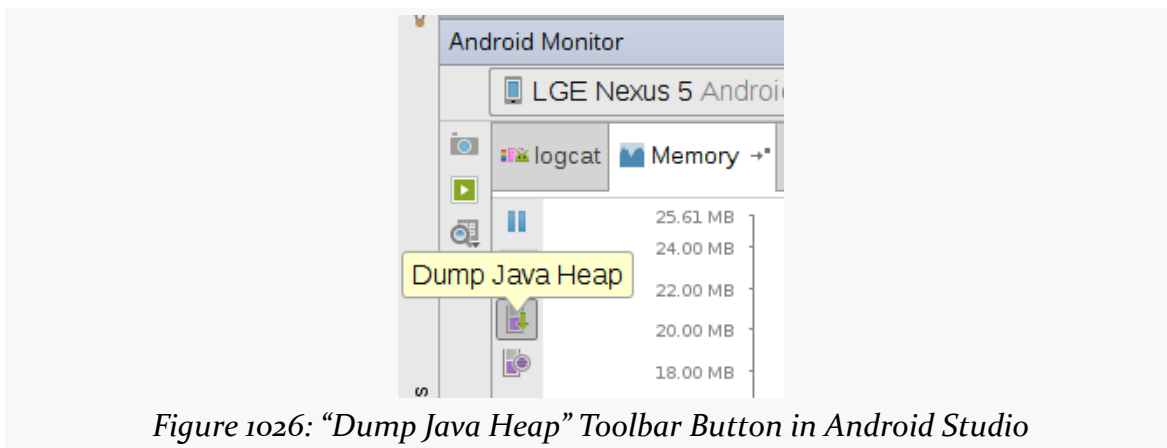 Android Monitor
LGE Nexus 5 Androi
logcat Memory
25.61 MB
24.00 MB
Dump Java Heap
22.00 MB
20.00 MB
18.00 MB
s
Figure 1026: “Dump Java Heap” Toolbar Button in Android Studio